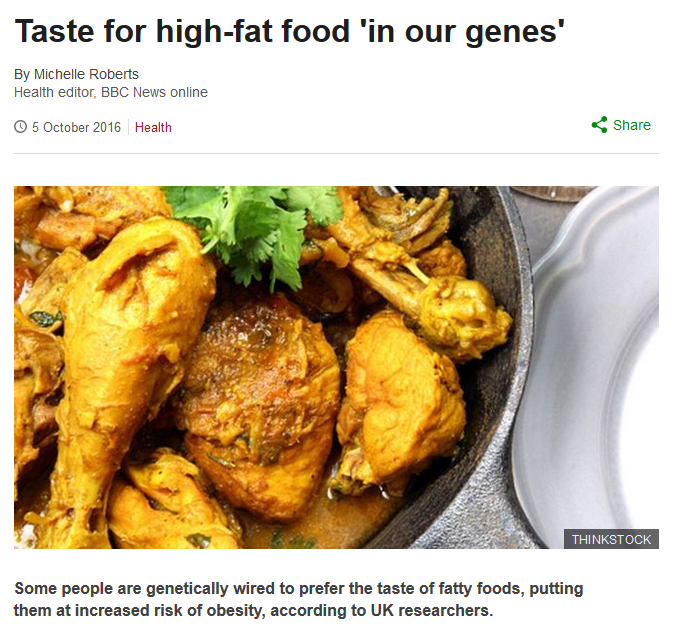 Taste for high-fat food 'in our genes'
By Michelle Roberts
Health editor, BBC News online
5 October 2016 Health
Share
THINKSTOCK
Some people are genetically wired to prefer the taste of fatty foods, putting
them at increased risk of obesity, according to UK researchers.